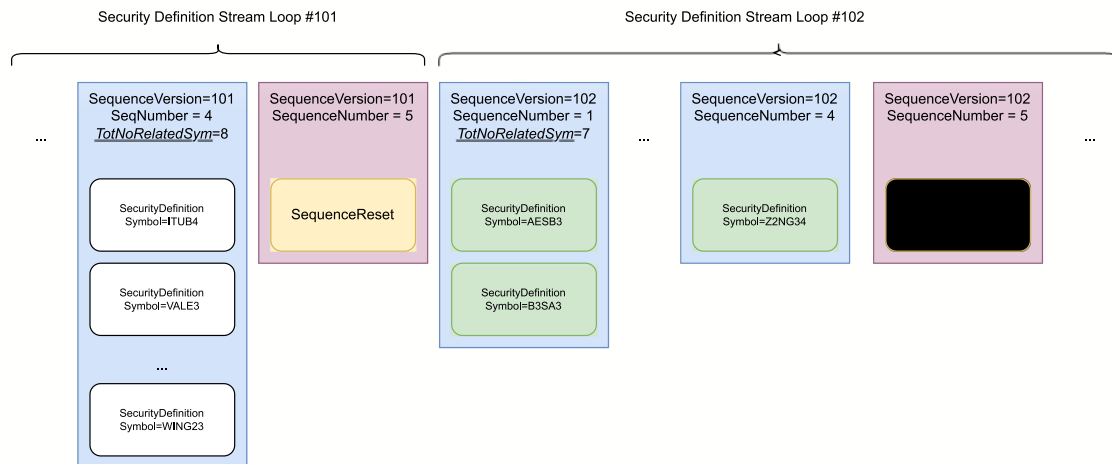 Security Definition Stream Loop #101
Security Definition Stream Loop #102
...
SequenceVersion=101
SeqNumber = 4
TotNoRelatedSym=8
SecurityDefinition
Symbol=ITUB4
SecurityDefinition
Symbol=VALE3
...
SecurityDefinition
Symbol=WING23
SequenceVersion=101
SequenceNumber = 5
SequenceReset
SequenceVersion=102
SequenceNumber = 1
TotNoRelatedSym=7
SecurityDefinition
Symbol=AESB3
SecurityDefinition
Symbol=B3SA3
...
SequenceVersion=102
SequenceNumber = 4
SecurityDefinition
Symbol=Z2NG34
SequenceVersion=102
SequenceNumber = 5
...